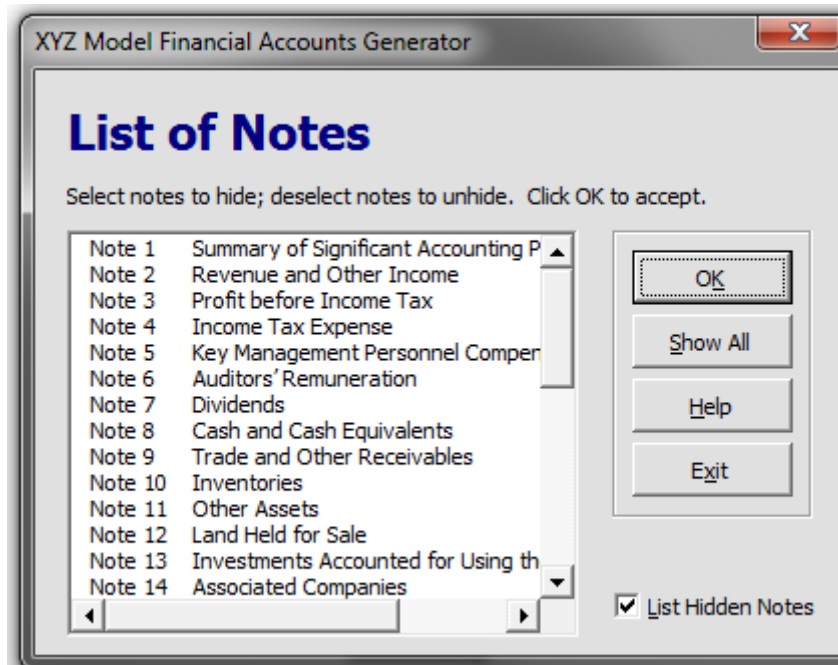 XYZ Model Financial Accounts Generator
List of Notes
Select notes to hide; deselect notes to unhide. Click OK to accept.
Note 1 Summary of Significant Accounting P
Note 2 Revenue and Other Income
Note 3 Profit before Income Tax
Note 4 Income Tax Expense
Note 5 Key Management Personnel Compen
Note 6 Auditors' Remuneration
Note 7 Dividends
Note 8 Cash and Cash Equivalents
Note 9 Trade and Other Receivables
Note 10 Inventories
Note 11 Other Assets
Note 12 Land Held for Sale
Note 13 Investments Accounted for Using th
Note 14 Associated Companies
OK
Show All
Help
Exit
List Hidden Notes